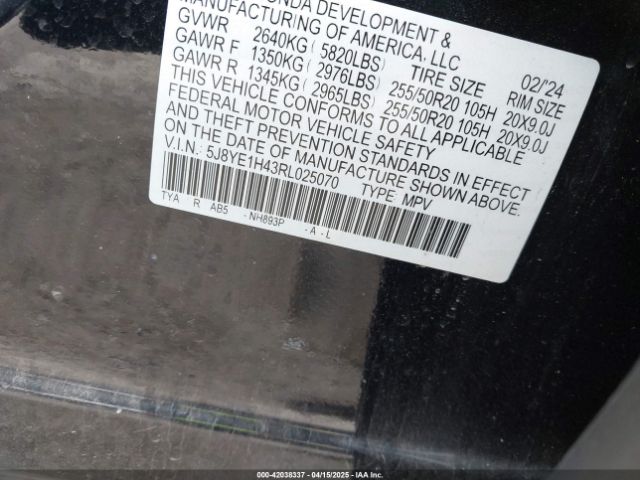 ONDA DEVELOPMENT &
MANUFACTURING OF AMERICA, LLC
02/24
GVWR 2640KG ( 5820LBS) TIRE SIZE RIM SIZE
GAWR F 1350KG ( 2976LBS) 255/50R20 105H 20X9.0J
GAWR R 1345KG ( 2965LBS) 255/50R20 105H 20X9.0J
THIS VEHICLE CONFORMS TO ALL APPLICABLE
FEDERAL MOTOR VEHICLE SAFETY
AND THEFT PREVENTION STANDARDS IN EFFECT
ON THE DATE OF MANUFACTURE SHOWN ABOVE.
V.I.N.: 5J8YE1H43RL025070 TYPE: MPV
TYA R AB5 - NH893P - A - L
000-42038337 - 04/15/2025 - © IAA Inc.